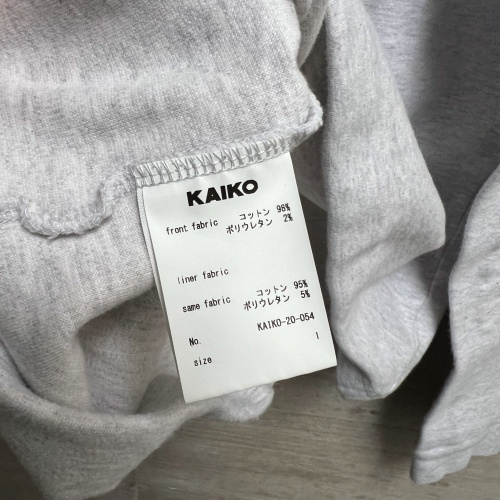 KAIKO
front fabric コットン 98%
ポリウレタン 2%
liner fabric
same fabric コットン 95%
ポリウレタン 5%
No. KAIKO-20-054
size 1